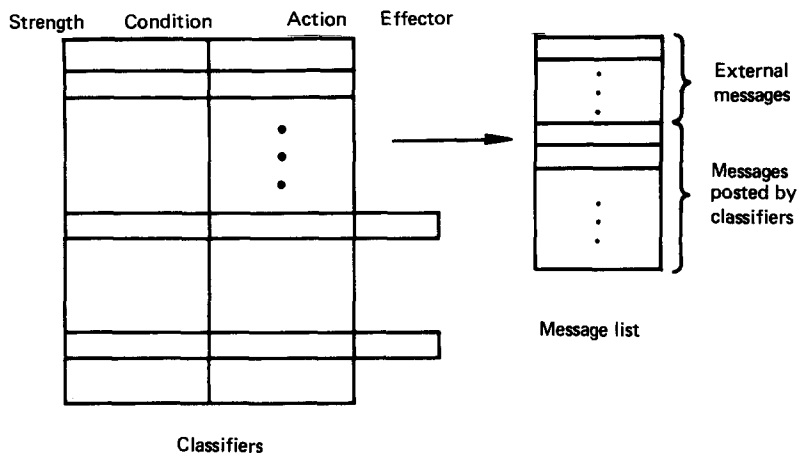 Strength Condition Action Effector
External
messages
Messages
posted by
classifiers
Message list
Classifiers